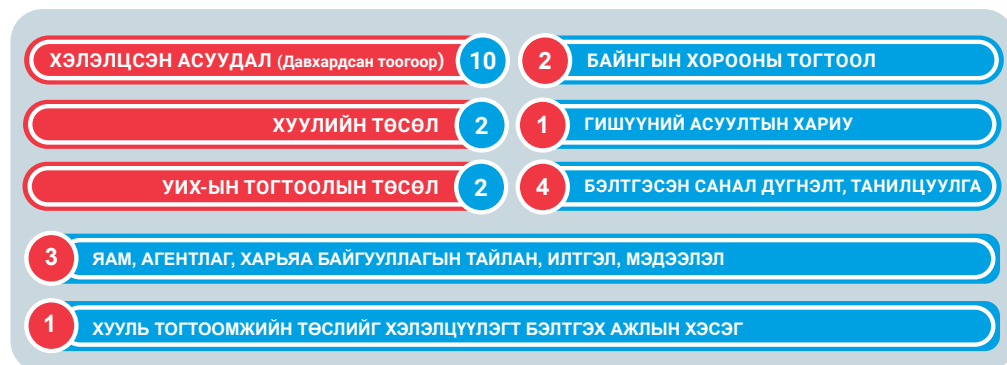 ХЭЛЭЛЦСЭН АСУУДАЛ (Давхардсан тоогоор) 10
2 БАЙНГЫН ХОРООНЫ ТОГТООЛ
ХУУЛИЙН ТӨСӨЛ 2
1 ГИШҮҮНИЙ АСУУЛТЫН ХАРИУ
УИХ-ЫН ТОГТООЛЫН ТӨСӨЛ 2
4 БЭЛТГЭСЭН САНАЛ ДҮГНЭЛТ, ТАНИЛЦУУЛГА
3 ЯАМ, АГЕНТЛАГ, ХАРЬЯА БАЙГУУЛЛАГЫН ТАЙЛАН, ИЛТГЭЛ, МЭДЭЭЛЭЛ
1 ХУУЛЬ ТОГТООМЖИЙН ТӨСЛИЙГ ХЭЛЭЛЦҮҮЛЭГТ БЭЛТГЭХ АЖЛЫН ХЭСЭГ